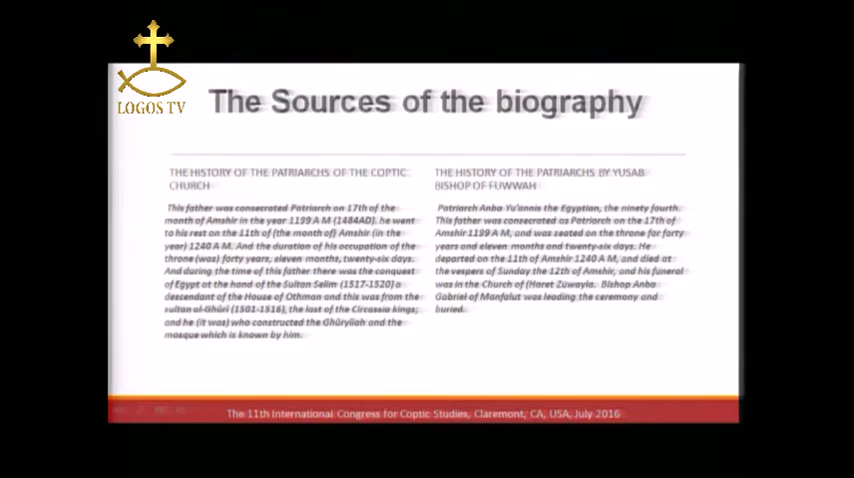 LOGOS TV
The Sources of the biography
THE HISTORY OF THE PATRIARCHS OF THE COPTIC
CHURCH
This father was consecrated Patriarch on 17th of the
month of Amshir in the year 1199 A M (1484AD). he went
to his rest on the 11th of (the month of) Amshir (in the
year) 1240 A M. And the duration of his occupation of the
throne (was) forty years, eleven months, twenty-six days.
And during the time of this father there was the conquest
of Egypt at the hand of the Sultan Selim (1517-1520) a
descendant of the House of Othman and this was from the
sultan al-Ghûrî (1501-1516), the last of the Circassia kings;
and he (it was) who constructed the Ghûryîiah and the
mosque which is known by him.
THE HISTORY OF THE PATRIARCHS BY YUSAB
BISHOP OF FUWWAH
Patriarch Anba Yu'annis the Egyptian, the ninety fourth.
This father was consecrated as Patriarch on the 17th of
Amshir 1199 A M, and was seated on the throne for forty
years and eleven months and twenty-six days. He
departed on the 11th of Amshir 1240 A M, and died at
the vespers of Sunday the 12th of Amshir, and his funeral
was in the Church of (Haret Zuwayla. Bishop Anba
Gabriel of Manfalut was leading the ceremony and
buried.
The 11th International Congress for Coptic Studies, Claremont, CA, USA, July 2016